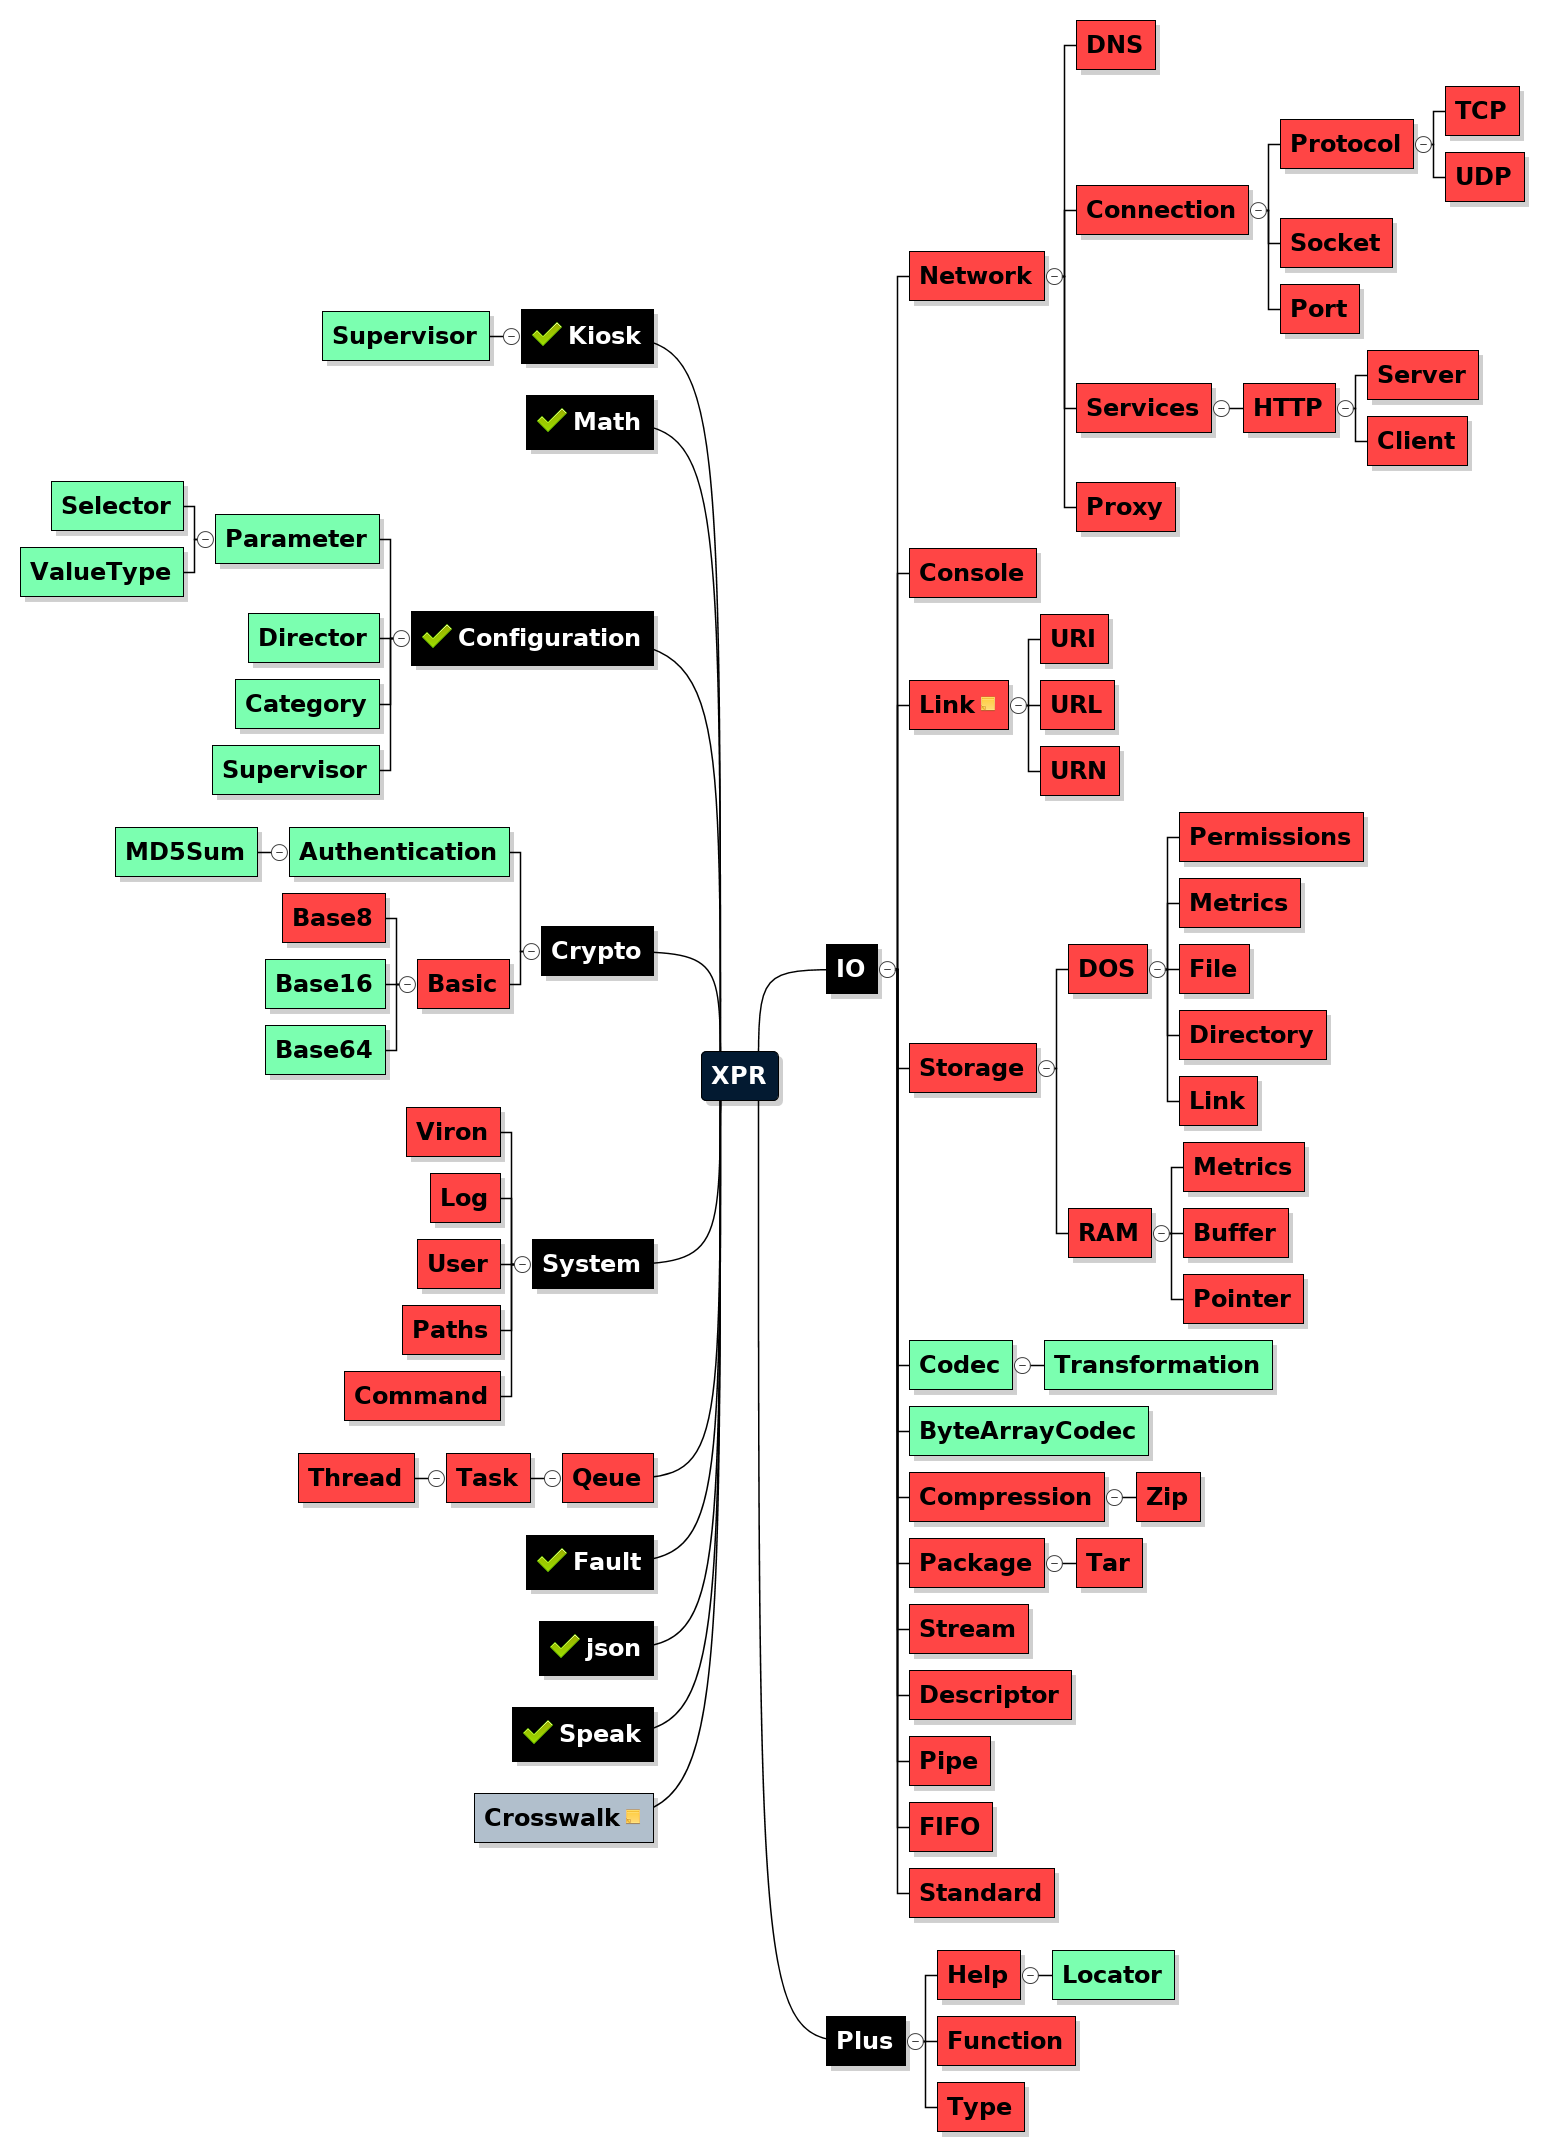 XPR
Kiosk
Supervisor
Math
Configuration
Parameter
Selector
ValueType
Director
Category
Supervisor
Crypto
Authentication
MD5Sum
Basic
Base8
Base16
Base64
System
Viron
Log
User
Paths
Command
Qeue
Task
Thread
Fault
json
Speak
Crosswalk
IO
Network
DNS
Connection
Protocol
TCP
UDP
Socket
Port
Services
HTTP
Server
Client
Proxy
Console
Link
URI
URL
URN
Storage
DOS
Permissions
Metrics
File
Directory
Link
RAM
Metrics
Buffer
Pointer
Codec
Transformation
ByteArrayCodec
Compression
Zip
Package
Tar
Stream
Descriptor
Pipe
FIFO
Standard
Plus
Help
Locator
Function
Type